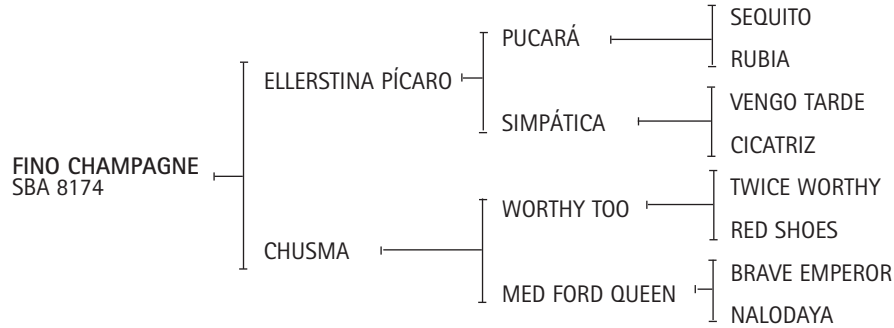 SEQUITO
PUCARÁ
RUBIA
ELLERSTINA PÍCARO
VENGO TARDE
SIMPÁTICA
CICATRIZ
FINO CHAMPAGNE
SBA 8174
TWICE WORTHY
WORTHY TOO
RED SHOES
CHUSMA
BRAVE EMPEROR
MED FORD QUEEN
NALODAYA